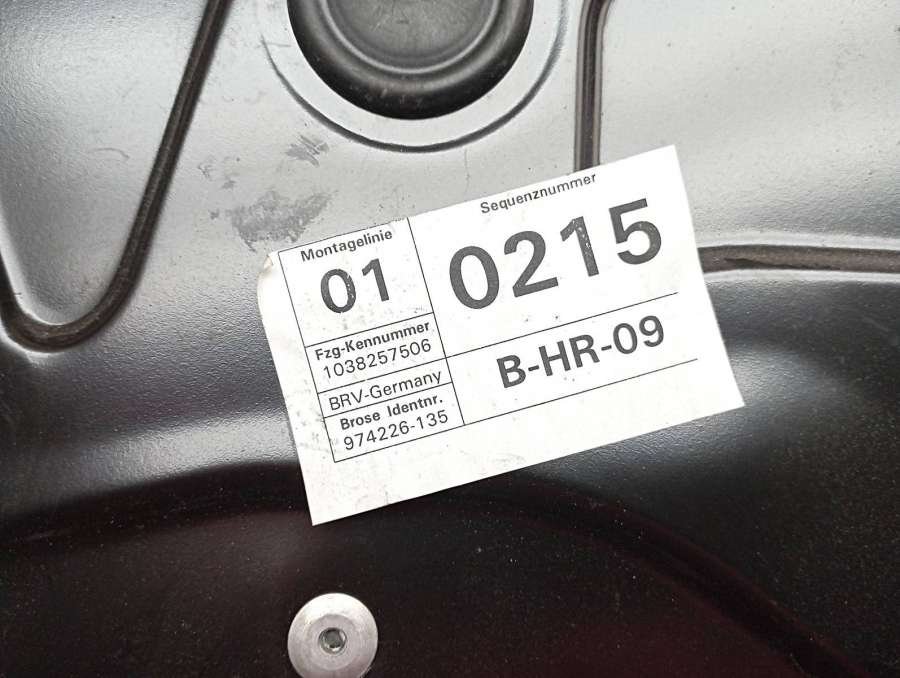 Montagelinie
01
Sequenznummer
0215
Fzg-Kennummer
1038257506
BRV-Germany
Brose Identnr.
974226-135
B-HR-09